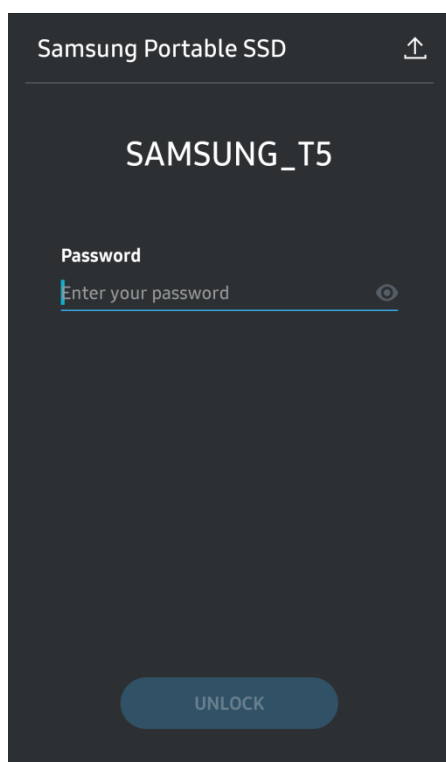 Samsung Portable SSD
SAMSUNG_T5
Password
Enter your password
UNLOCK